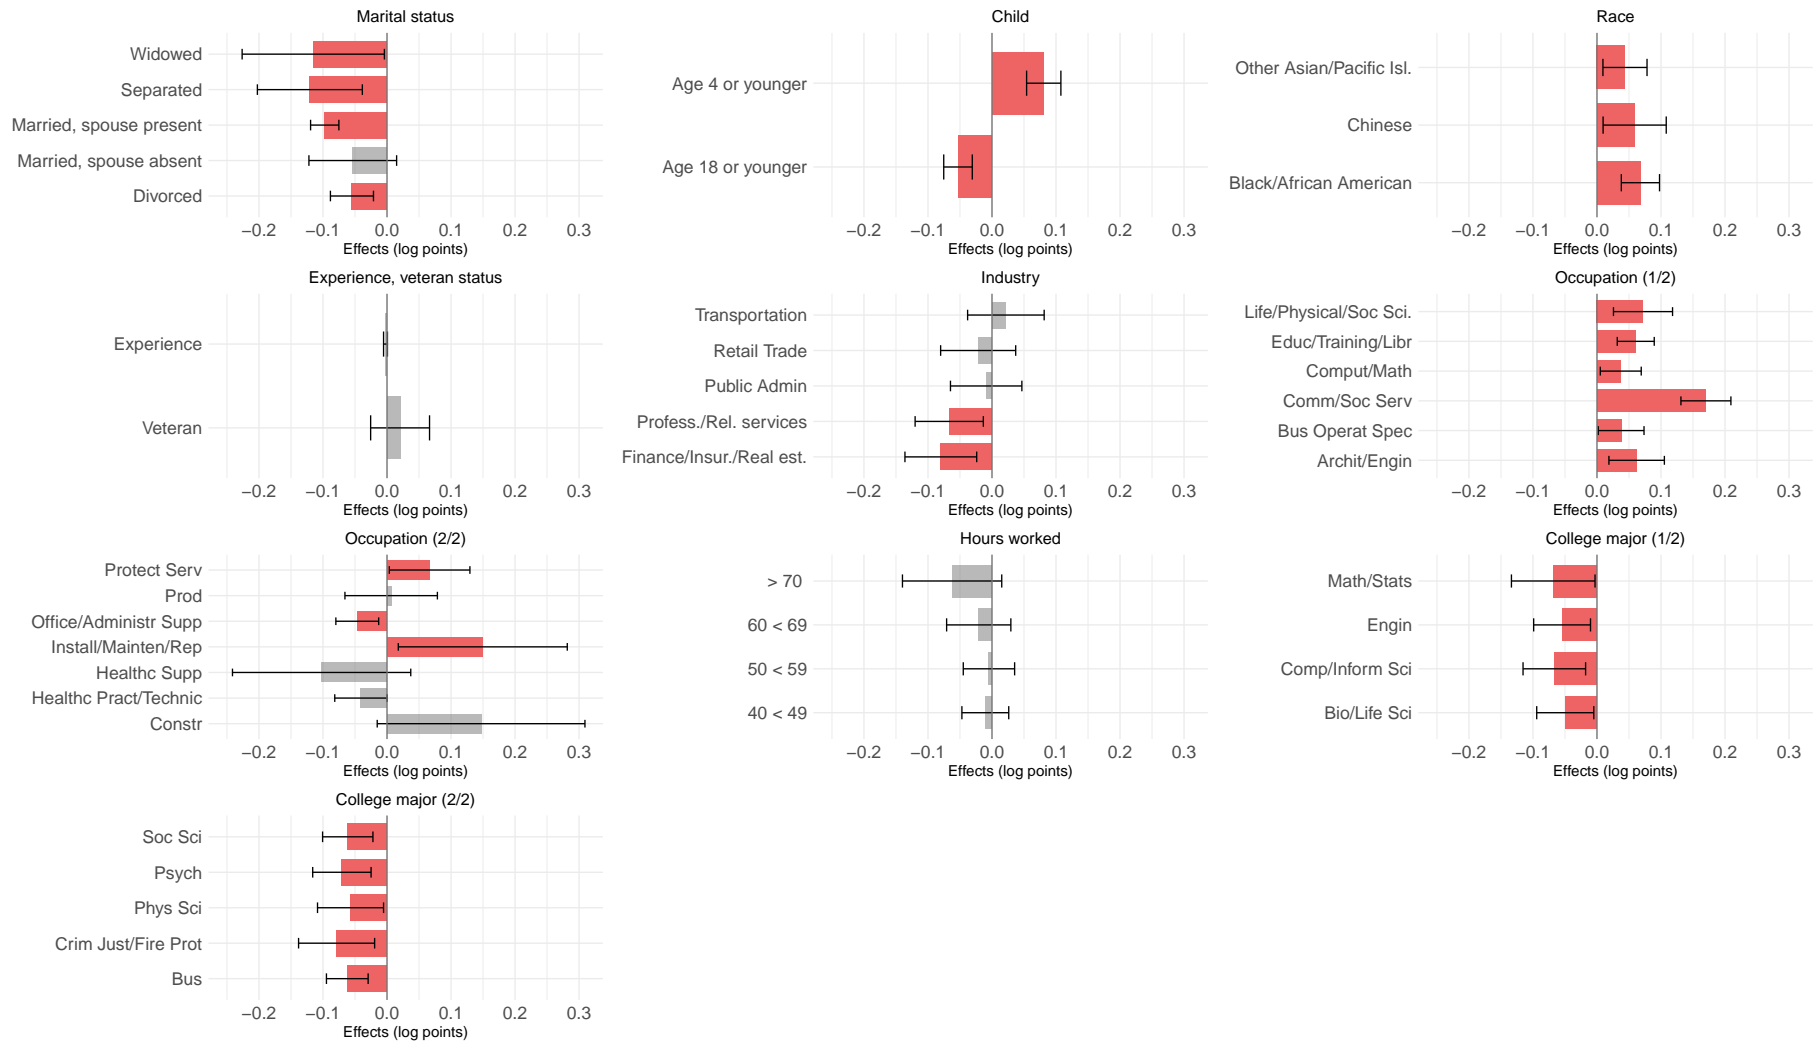 Marital status
Widowed
Separated
Married, spouse present
Married, spouse absent
Divorced
−0.2 −0.1 0.0 0.1 0.2 0.3
Effects (log points)
Child
Age 4 or younger
Age 18 or younger
−0.2 −0.1 0.0 0.1 0.2 0.3
Effects (log points)
Race
Other Asian/Pacific Isl.
Chinese
Black/African American
−0.2 −0.1 0.0 0.1 0.2 0.3
Effects (log points)
Experience, veteran status
Experience
Veteran
−0.2 −0.1 0.0 0.1 0.2 0.3
Effects (log points)
Industry
Transportation
Retail Trade
Public Admin
Profess./Rel. services
Finance/Insur./Real est.
−0.2 −0.1 0.0 0.1 0.2 0.3
Effects (log points)
Occupation (1/2)
Life/Physical/Soc Sci.
Educ/Training/Libr
Comput/Math
Comm/Soc Serv
Bus Operat Spec
Archit/Engin
−0.2 −0.1 0.0 0.1 0.2 0.3
Effects (log points)
Occupation (2/2)
Protect Serv
Prod
Office/Administr Supp
Install/Mainten/Rep
Healthc Supp
Healthc Pract/Technic
Constr
−0.2 −0.1 0.0 0.1 0.2 0.3
Effects (log points)
Hours worked
> 70
60 < 69
50 < 59
40 < 49
−0.2 −0.1 0.0 0.1 0.2 0.3
Effects (log points)
College major (1/2)
Math/Stats
Engin
Comp/Inform Sci
Bio/Life Sci
−0.2 −0.1 0.0 0.1 0.2 0.3
Effects (log points)
College major (2/2)
Soc Sci
Psych
Phys Sci
Crim Just/Fire Prot
Bus
−0.2 −0.1 0.0 0.1 0.2 0.3
Effects (log points)